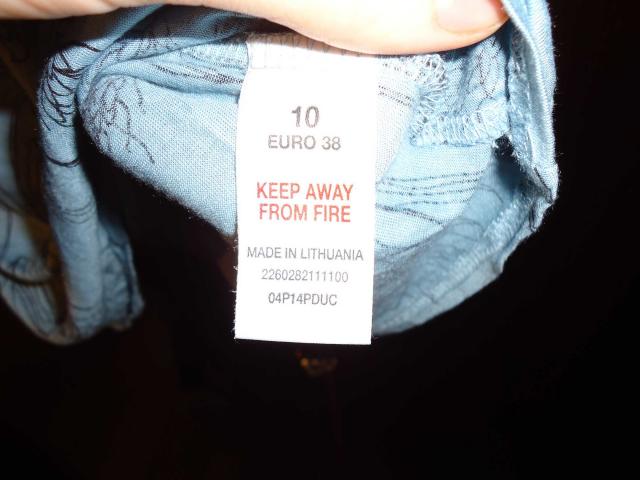 10
EURO 38
KEEP AWAY
FROM FIRE
MADE IN LITHUANIA
2260282111100
04P14PDUC